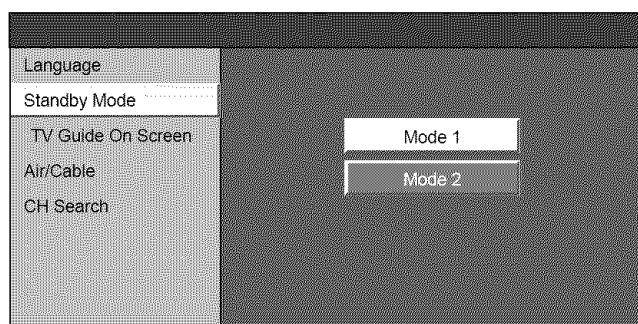 Language
Standby Mode
TV Guide On Screen
Air/Cable
CH Search
Mode 1
Mode 2